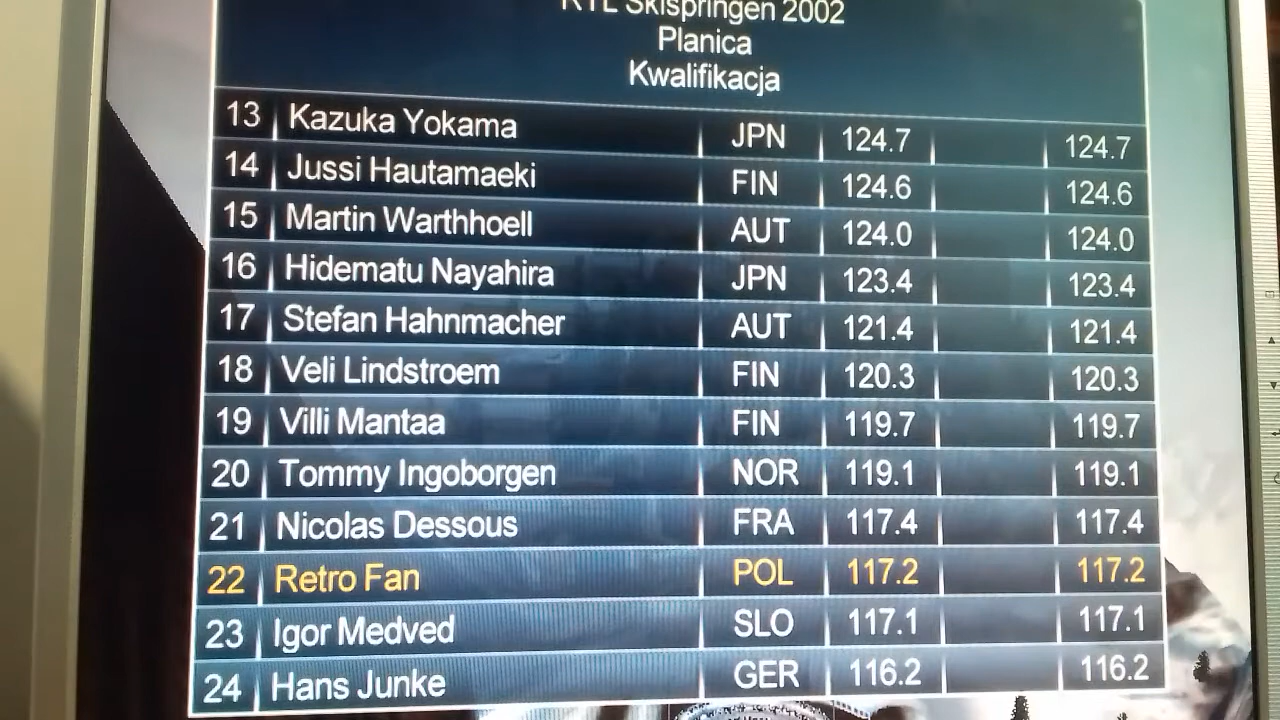 RTL Skispringen 2002
Planica
Kwalifikacja
13 Kazuka Yokama JPN 124.7 124.7
14 Jussi Hautamaeki FIN 124.6 124.6
15 Martin Warthhoell AUT 124.0 124.0
16 Hidematu Nayahira JPN 123.4 123.4
17 Stefan Hahnmacher AUT 121.4 121.4
18 Veli Lindstroem FIN 120.3 120.3
19 Villi Mantaa FIN 119.7 119.7
20 Tommy Ingoborgen NOR 119.1 119.1
21 Nicolas Dessous FRA 117.4 117.4
22 Retro Fan POL 117.2 117.2
23 Igor Medved SLO 117.1 117.1
24 Hans Junke GER 116.2 116.2